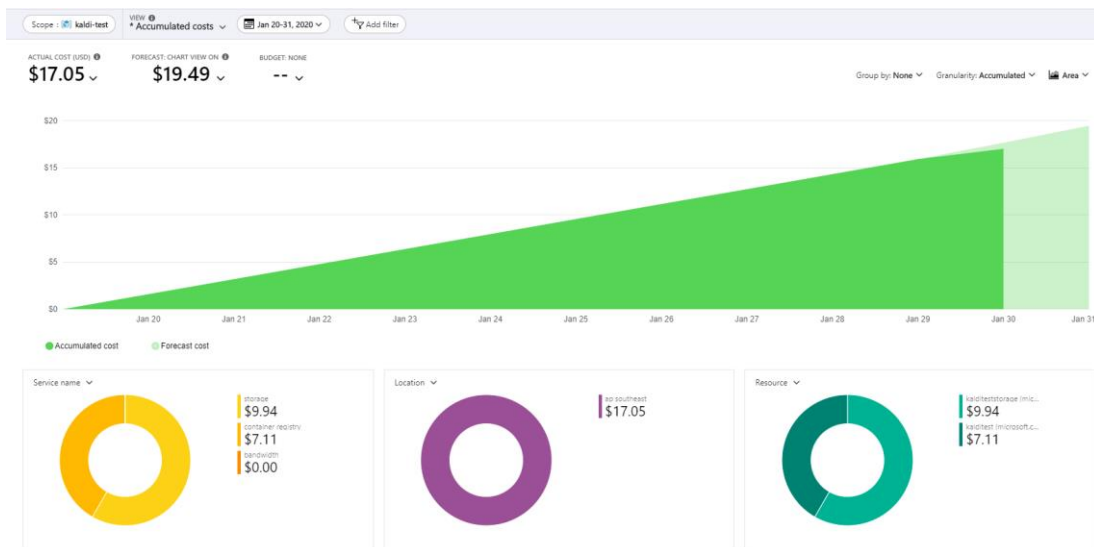 Scope : kaldi-test
VIEW
* Accumulated costs
Jan 20-31, 2020
Add filter
ACTUAL COST (USD)
$17.05
FORECAST: CHART VIEW ON
$19.49
BUDGET: NONE
--
Group by: None
Granularity: Accumulated
Area
$20
$15
$10
$5
$0
Jan 20
Jan 21
Jan 22
Jan 23
Jan 24
Jan 25
Jan 26
Jan 27
Jan 28
Jan 29
Jan 30
Jan 31
Accumulated cost
Forecast cost
Service name
storage
$9.94
container registry
$7.11
bandwidth
$0.00
Location
ap southeast
$17.05
Resource
kalditeststorage (mic...
$9.94
kalditest (microsoft.c...
$7.11